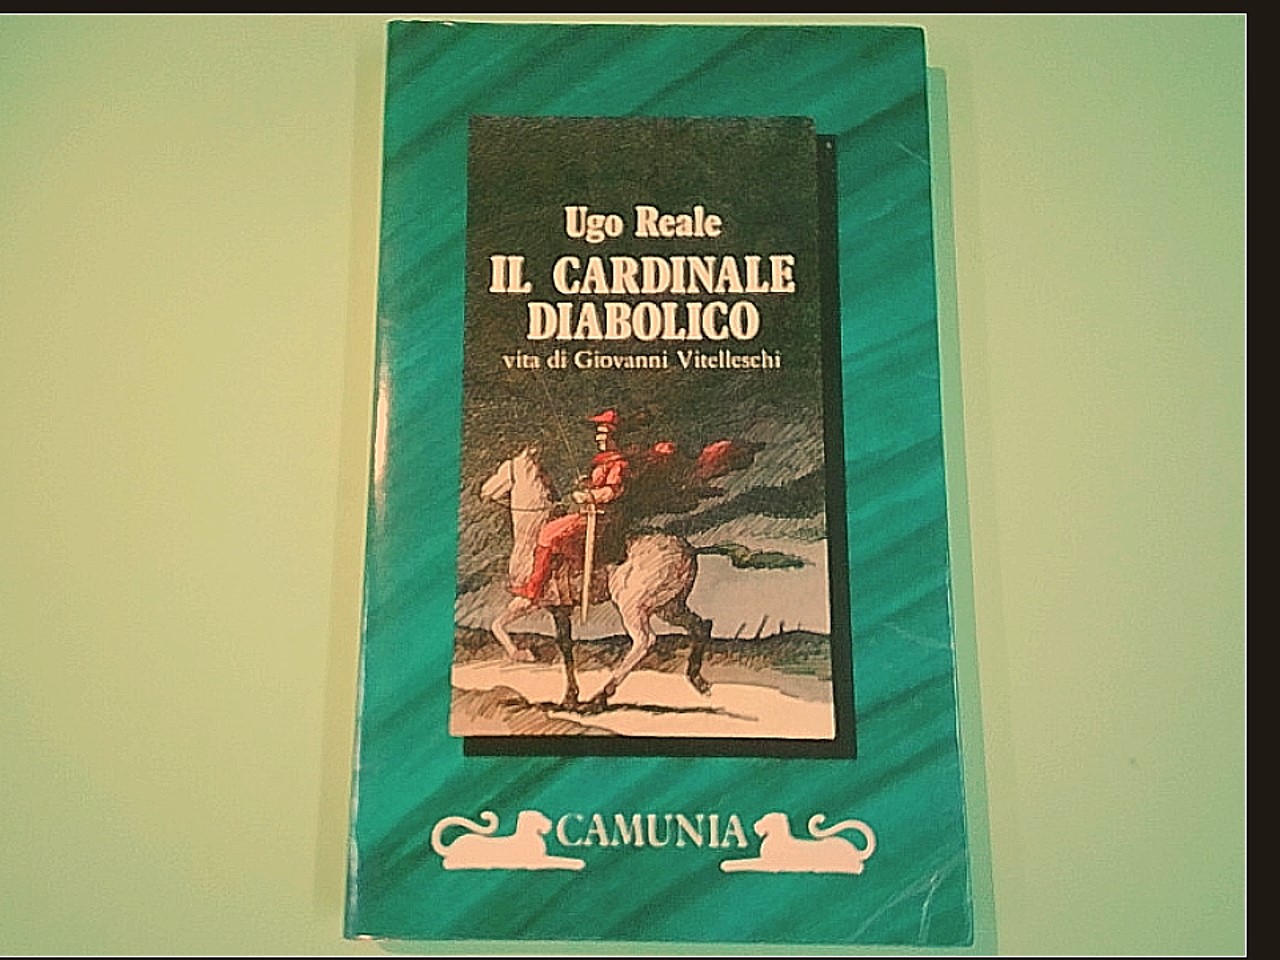 Ugo Reale
IL CARDINALE
DIABOLICO
vita di Giovanni Vitelleschi
CAMUNIA